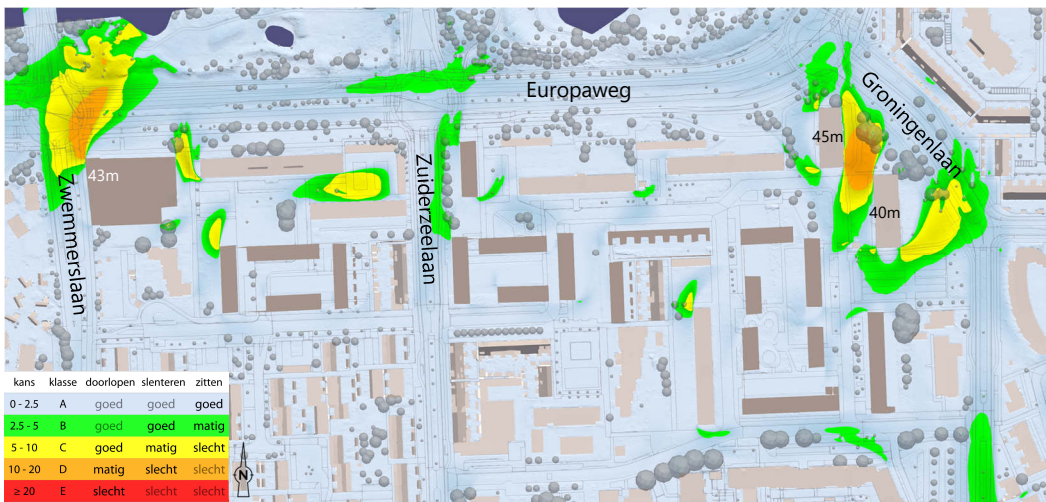 Europaweg
Groningenlaan
45m
43m
40m
Zwemmerslaan
Zuiderzeelaan
kans klasse doorlopen slenteren zitten
0 - 2.5 A goed goed goed
2.5 - 5 B goed goed matig
5 - 10 C goed matig slecht
10 - 20 D matig slecht slecht
≥ 20 E slecht slecht slecht
N